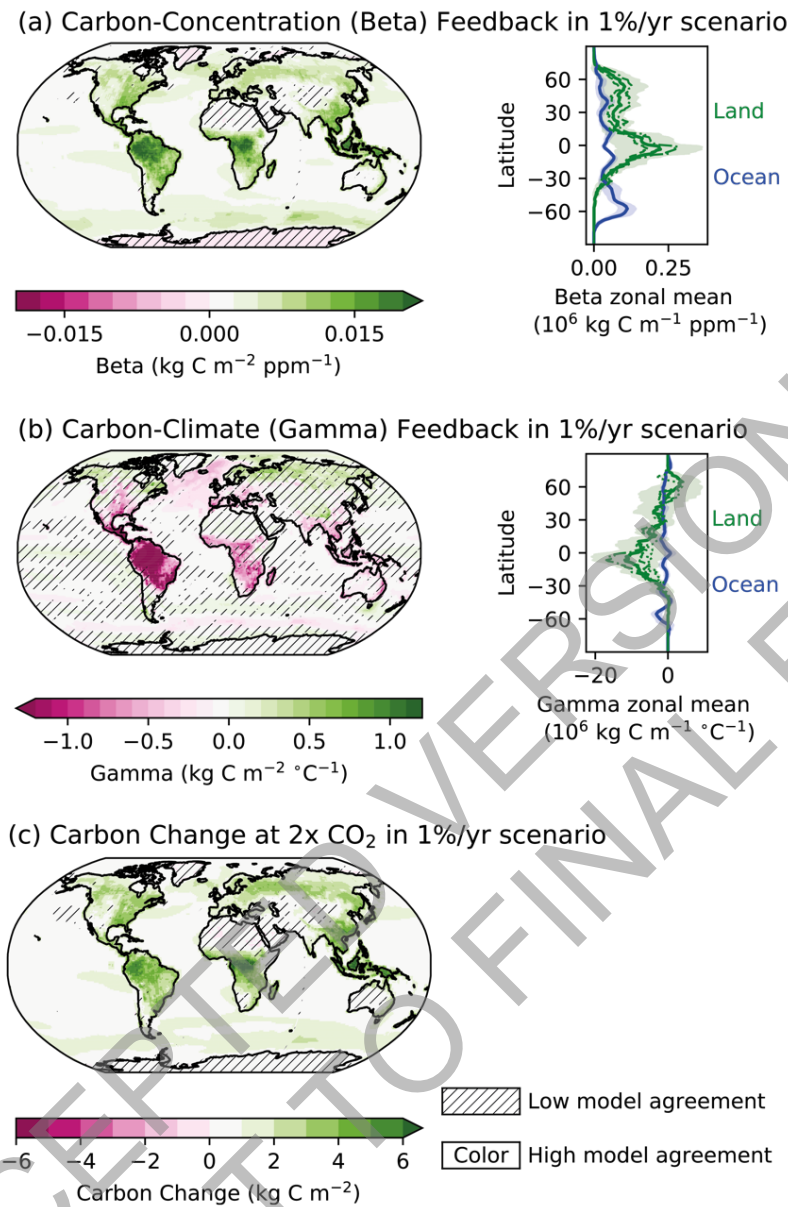 (a) Carbon-Concentration (Beta) Feedback in 1%/yr scenario
60
30
0
−30
−60
Latitude
Land
Ocean
0.00 0.25
Beta zonal mean
(10⁶ kg C m⁻¹ ppm⁻¹)
−0.015 0.000 0.015
Beta (kg C m⁻² ppm⁻¹)
(b) Carbon-Climate (Gamma) Feedback in 1%/yr scenario
60
30
0
−30
−60
Latitude
Land
Ocean
−20 0
Gamma zonal mean
(10⁶ kg C m⁻¹ °C⁻¹)
−1.0 −0.5 0.0 0.5 1.0
Gamma (kg C m⁻² °C⁻¹)
(c) Carbon Change at 2x CO₂ in 1%/yr scenario
−6 −4 −2 0 2 4 6
Carbon Change (kg C m⁻²)
Low model agreement
Color High model agreement
CEPTED VERSION
T TO FINAL